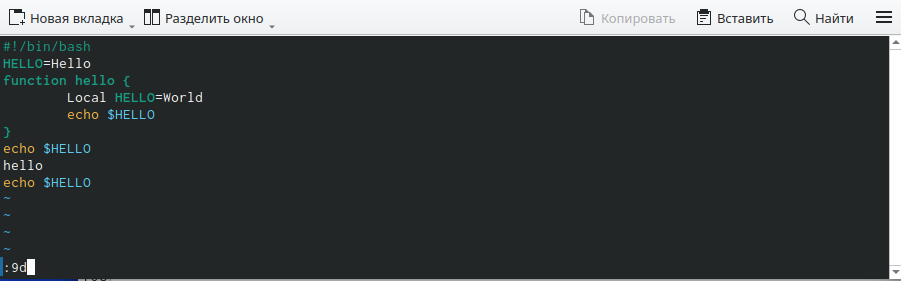 Новая вкладка Разделить окно Копировать Вставить Найти
#!/bin/bash
HELLO=Hello
function hello {
        Local HELLO=World
        echo $HELLO
}
echo $HELLO
hello
echo $HELLO
~
~
~
~
:9d